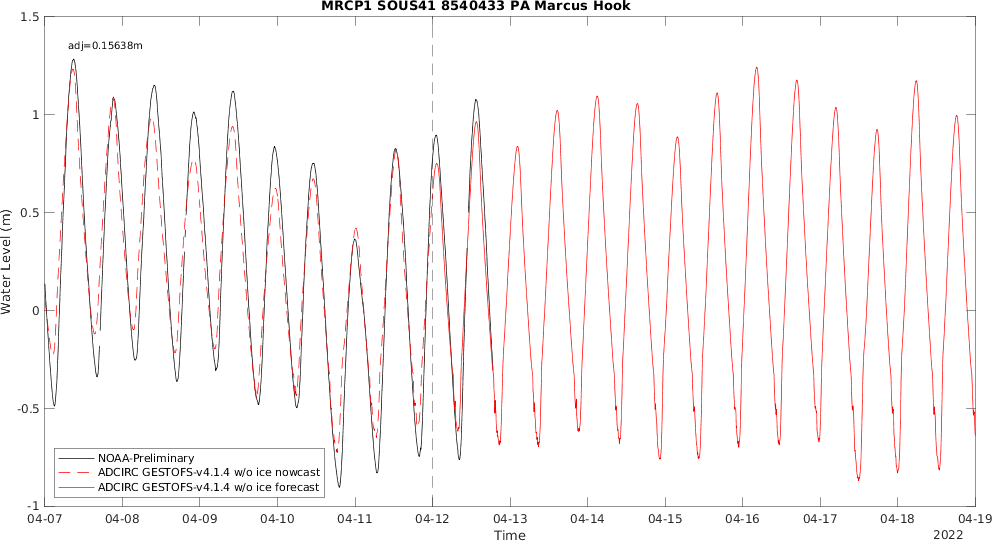 MRCP1 SOUS41 8540433 PA Marcus Hook
adj=0.15638m
1.5
1
0.5
0
-0.5
-1
Water Level (m)
NOAA-Preliminary
ADCIRC GESTOFS-v4.1.4 w/o ice nowcast
ADCIRC GESTOFS-v4.1.4 w/o ice forecast
04-07 04-08 04-09 04-10 04-11 04-12 04-13 04-14 04-15 04-16 04-17 04-18 04-19
Time
2022